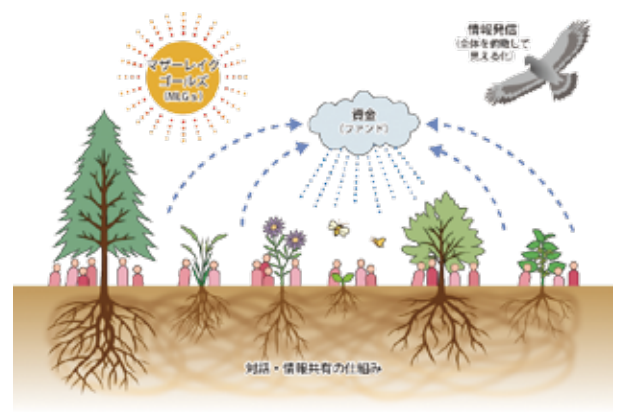 マザーレイク
ゴールズ
(MLGs)
情報発信
(全体を俯瞰して
見える化)
資金
(ファンド)
対話・情報共有の仕組み